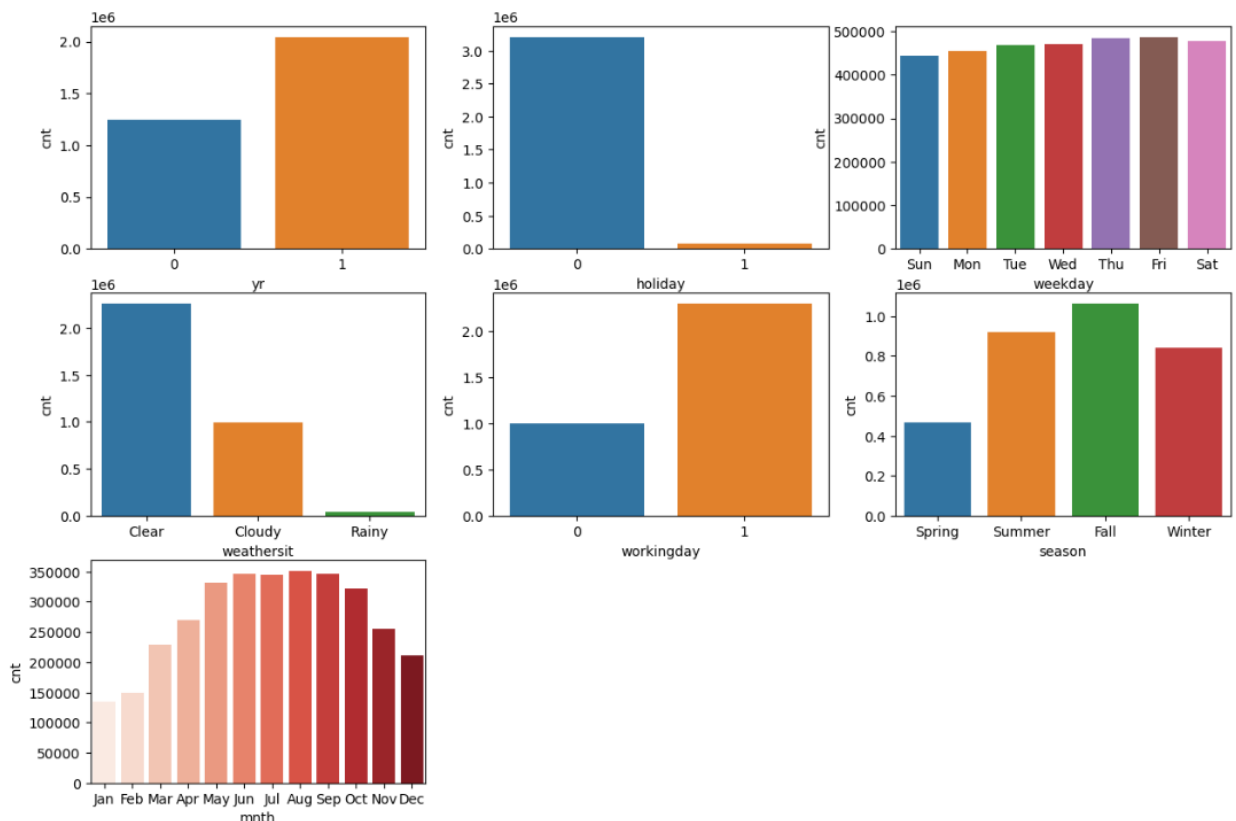 1e6
2.0
1.5
1.0
0.5
0.0
cnt
0 1
yr
1e6
3.0
2.5
2.0
1.5
1.0
0.5
0.0
cnt
0 1
holiday
500000
400000
300000
200000
100000
0
cnt
Sun Mon Tue Wed Thu Fri Sat
weekday
2.0
1.5
1.0
0.5
0.0
cnt
Clear Cloudy Rainy
weathersit
1e6
2.0
1.5
1.0
0.5
0.0
cnt
0 1
workingday
1e6
1.0
0.8
0.6
0.4
0.2
0.0
cnt
Spring Summer Fall Winter
season
350000
300000
250000
200000
150000
100000
50000
0
cnt
Jan Feb Mar Apr May Jun Jul Aug Sep Oct Nov Dec
mnth